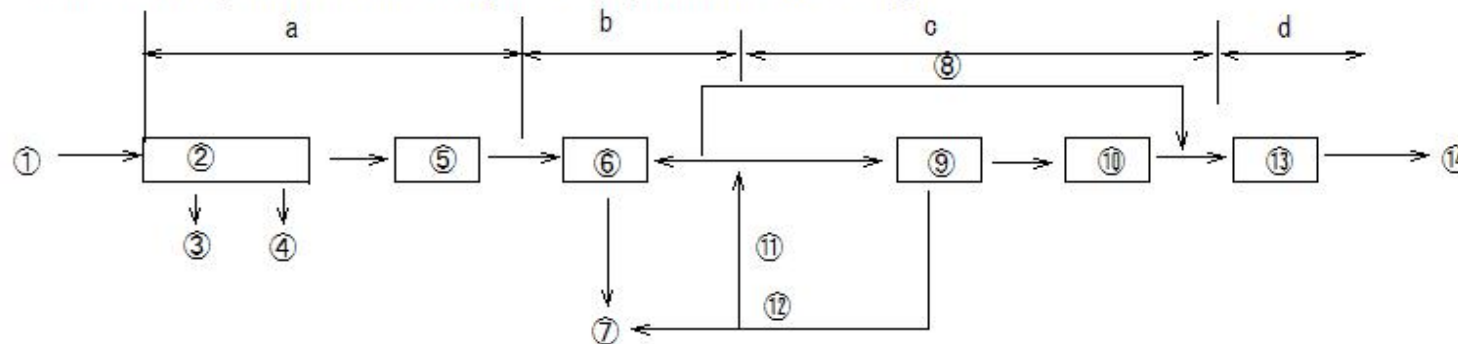 a b c d
⑧
① ② ⑤ ⑥ ⑨ ⑩ ⑬ ⑭
③ ④ ⑪
⑫
⑦